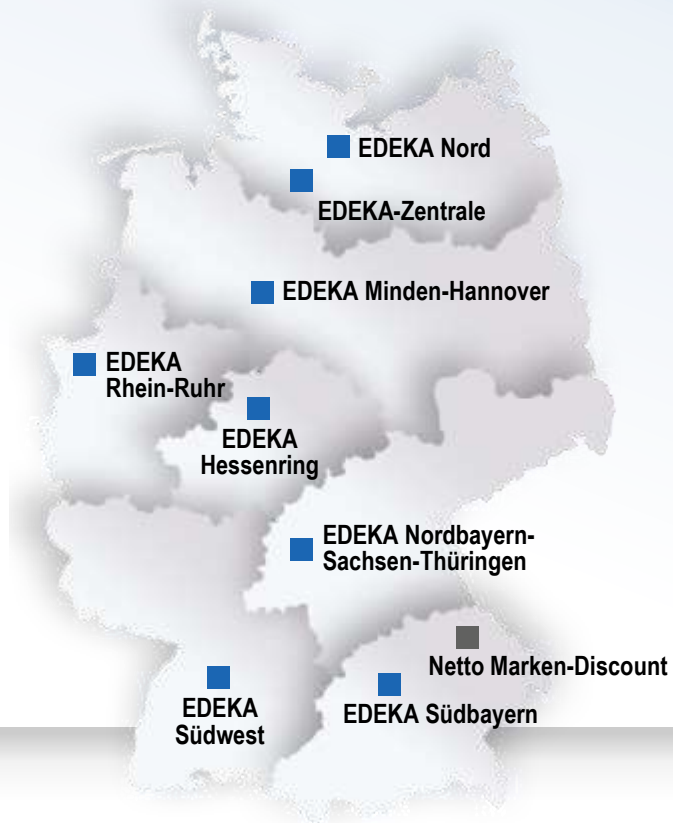 EDEKA Nord
EDEKA-Zentrale
EDEKA Minden-Hannover
EDEKA
Rhein-Ruhr
EDEKA
Hessenring
EDEKA Nordbayern-
Sachsen-Thüringen
Netto Marken-Discount
EDEKA
Südwest
EDEKA Südbayern